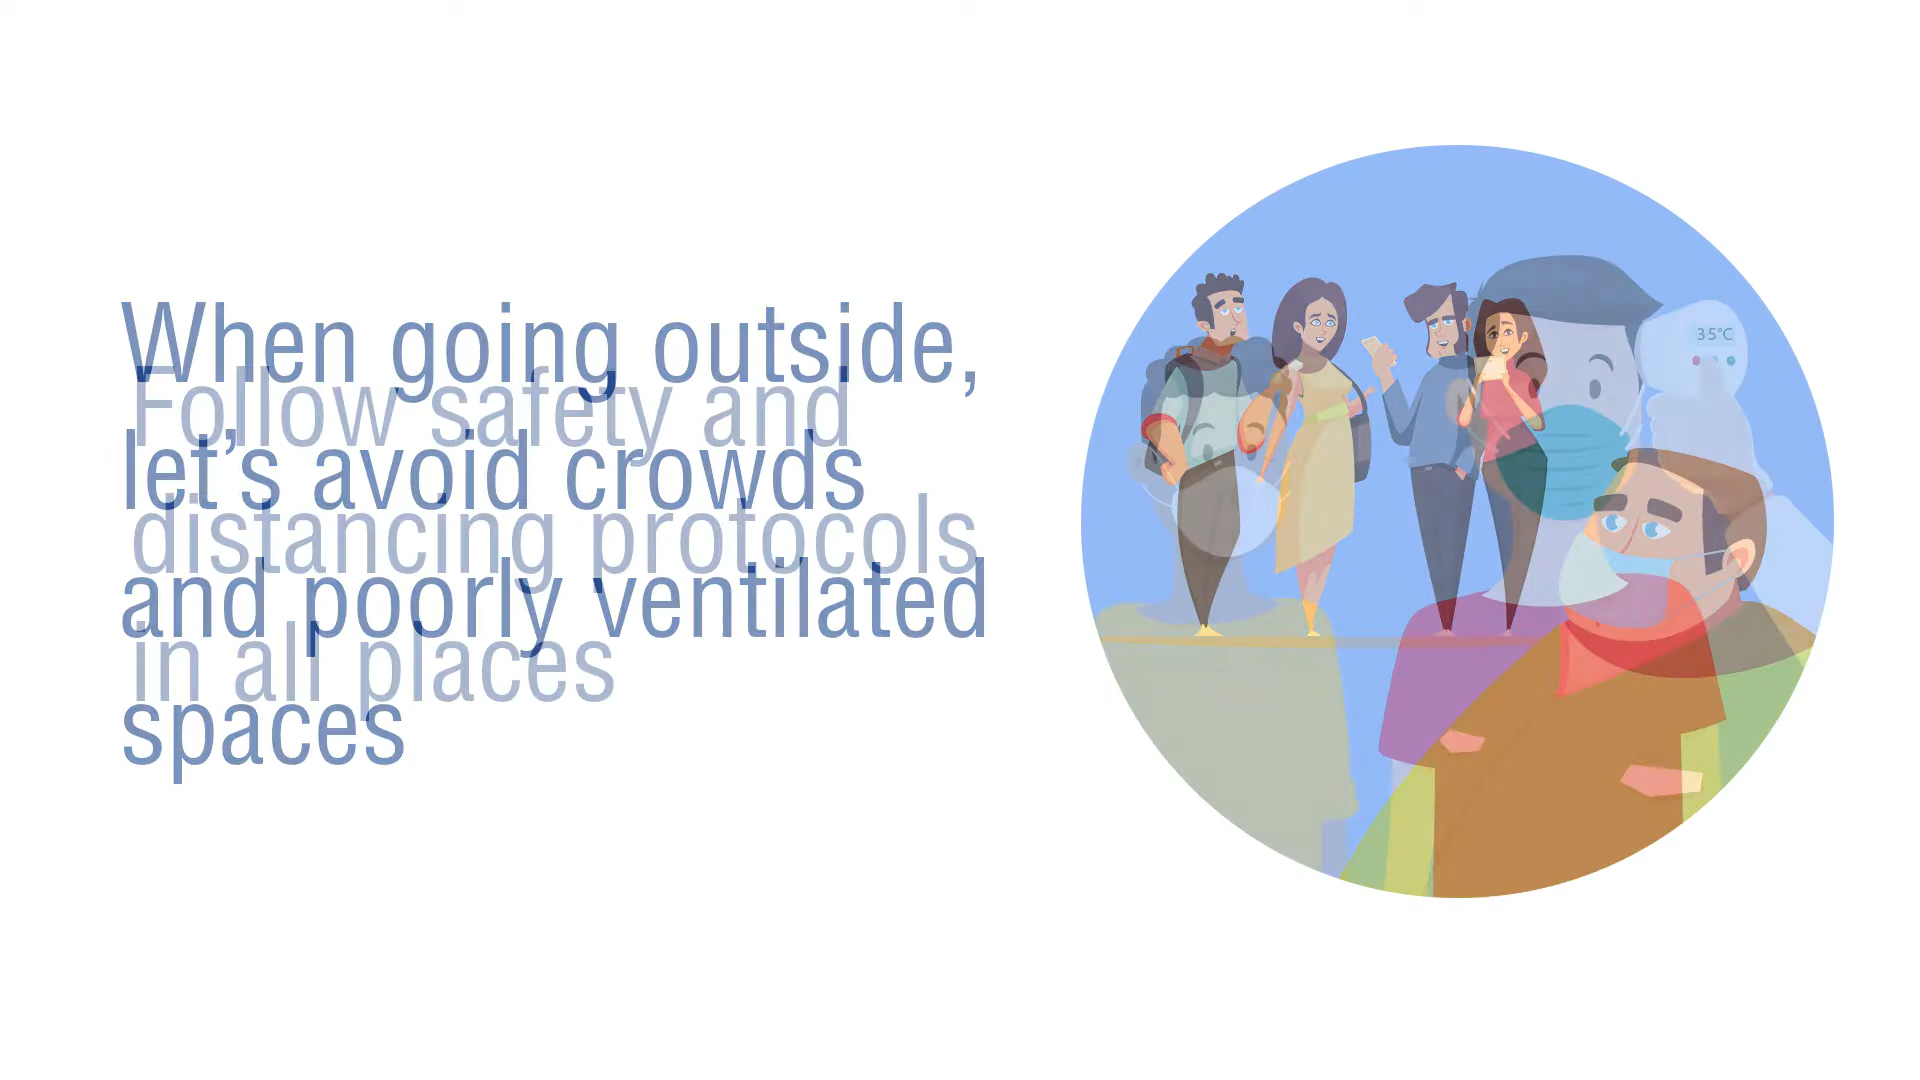 When going outside,
let’s avoid crowds
and poorly ventilated
spaces
Follow safety and
distancing protocols
in all places
35°C